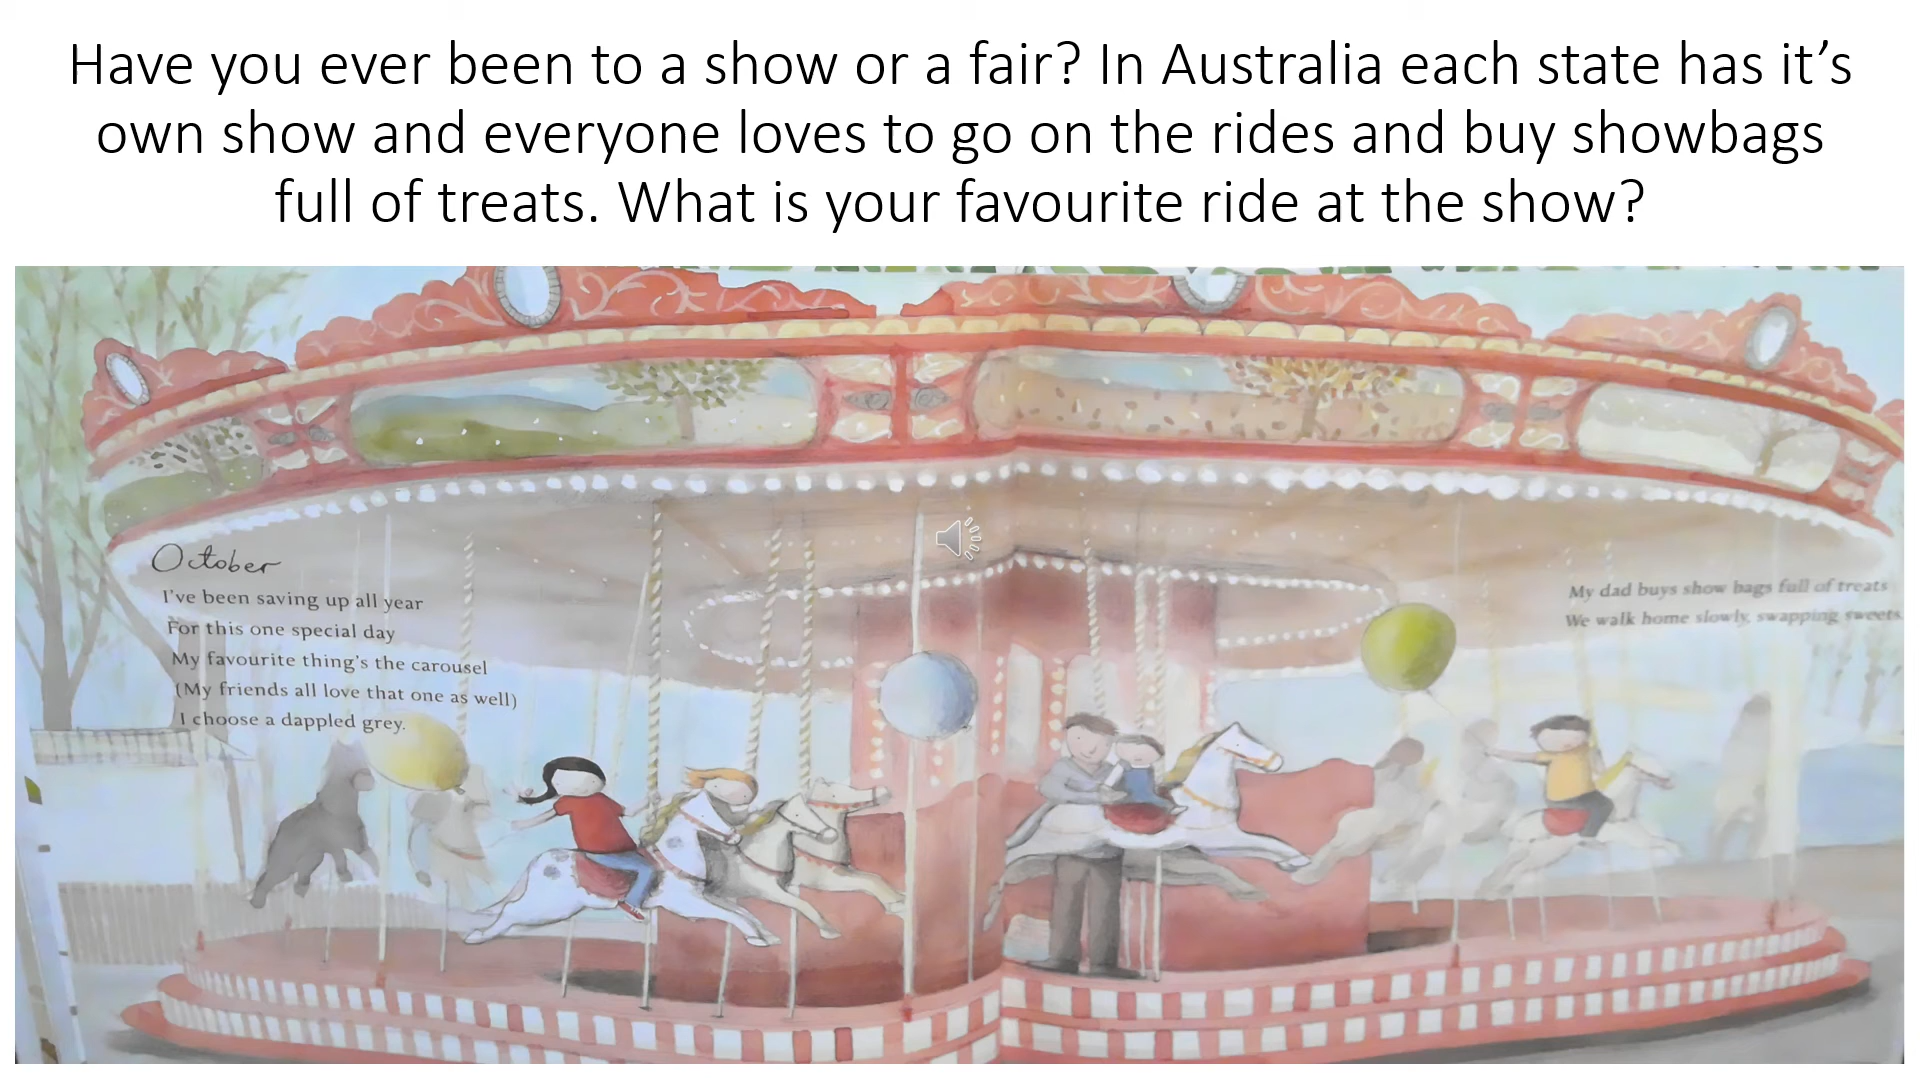 Have you ever been to a show or a fair? In Australia each state has it’s
own show and everyone loves to go on the rides and buy showbags
full of treats. What is your favourite ride at the show?
October
I've been saving up all year
For this one special day
My favourite thing's the carousel
(My friends all love that one as well)
I choose a dappled grey.
My dad buys show bags full of treats
We walk home slowly, swapping sweets.